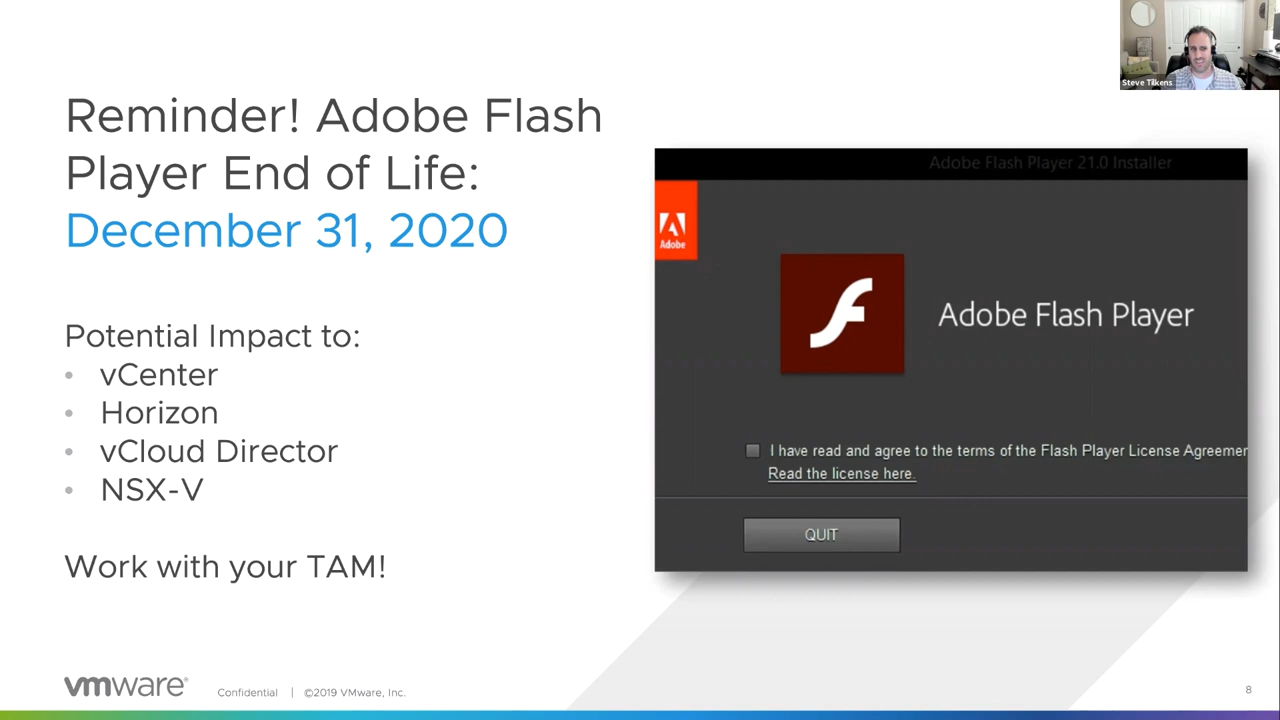 Steve Tilkens
Reminder! Adobe Flash
Player End of Life:
December 31, 2020
Potential Impact to:
• vCenter
• Horizon
• vCloud Director
• NSX-V
Work with your TAM!
Adobe Flash Player 21.0 Installer
Adobe
Adobe Flash Player
I have read and agree to the terms of the Flash Player License Agreemer
Read the license here.
QUIT
vmware®
Confidential | ©2019 VMware, Inc.
8